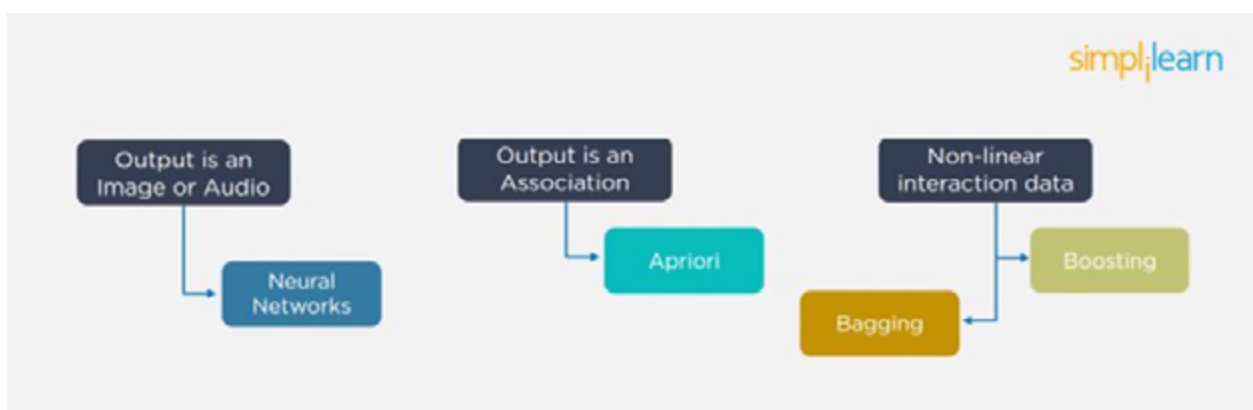 simplilearn
Output is an
Image or Audio
Neural
Networks
Output is an
Association
Apriori
Non-linear
interaction data
Boosting
Bagging